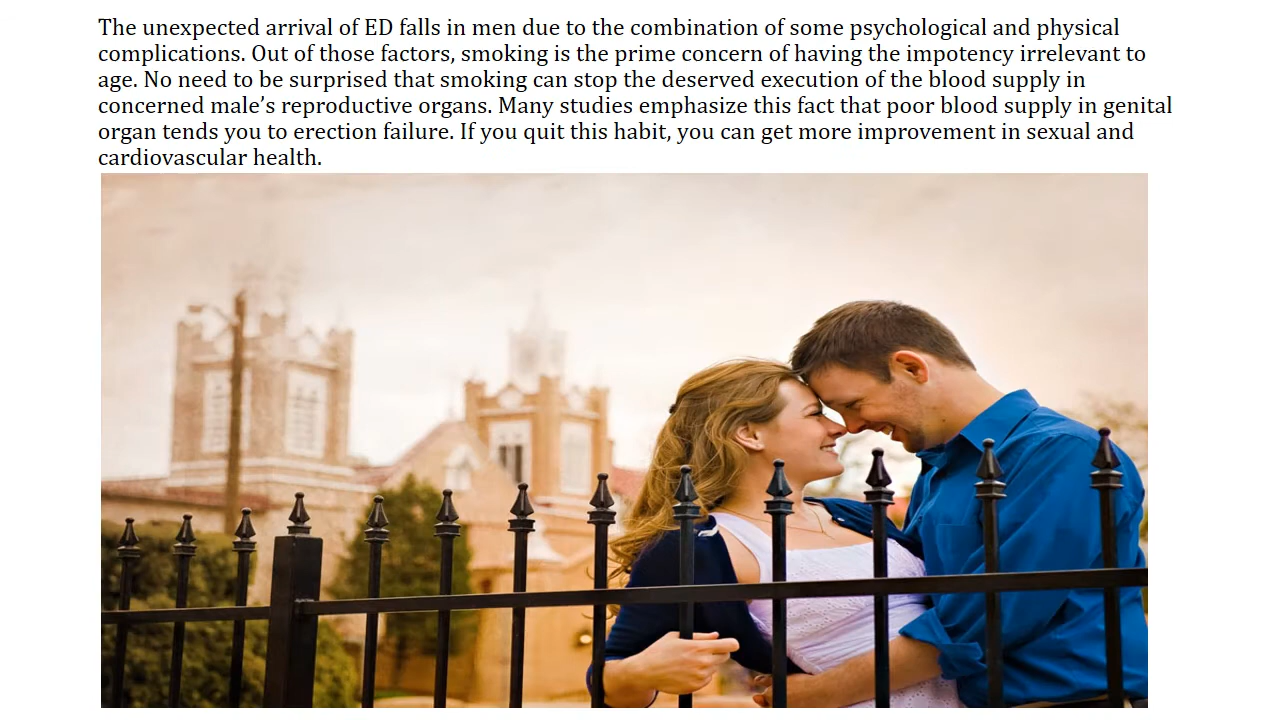 The unexpected arrival of ED falls in men due to the combination of some psychological and physical
complications. Out of those factors, smoking is the prime concern of having the impotency irrelevant to
age. No need to be surprised that smoking can stop the deserved execution of the blood supply in
concerned male’s reproductive organs. Many studies emphasize this fact that poor blood supply in genital
organ tends you to erection failure. If you quit this habit, you can get more improvement in sexual and
cardiovascular health.